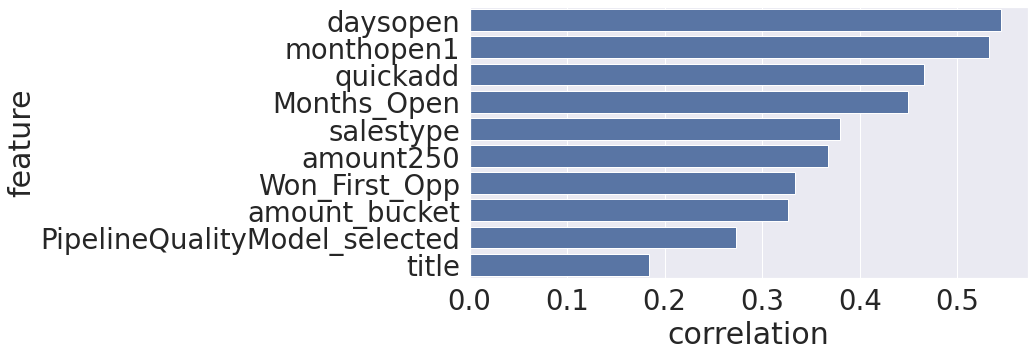 feature
daysopen
monthopen1
quickadd
Months_Open
salestype
amount250
Won_First_Opp
amount_bucket
PipelineQualityModel_selected
title
0.0 0.1 0.2 0.3 0.4 0.5
correlation